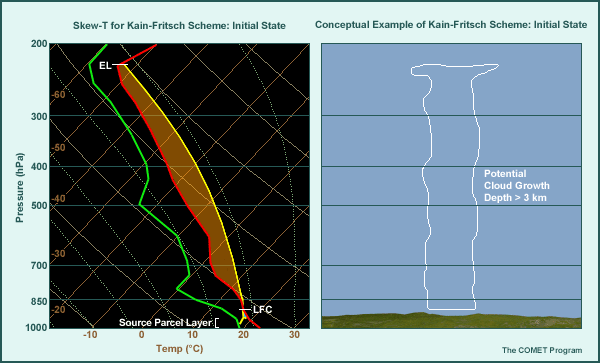 Skew-T for Kain-Fritsch Scheme: Initial State
Conceptual Example of Kain-Fritsch Scheme: Initial State
200
EL
-60
300
-50
400
Pressure (hPa)
Potential
Cloud Growth
Depth > 3 km
-40
500
-30
700
850
-20
LFC
Source Parcel Layer
1000
-10
0
10
20
30
Temp (°C)
The COMET Program